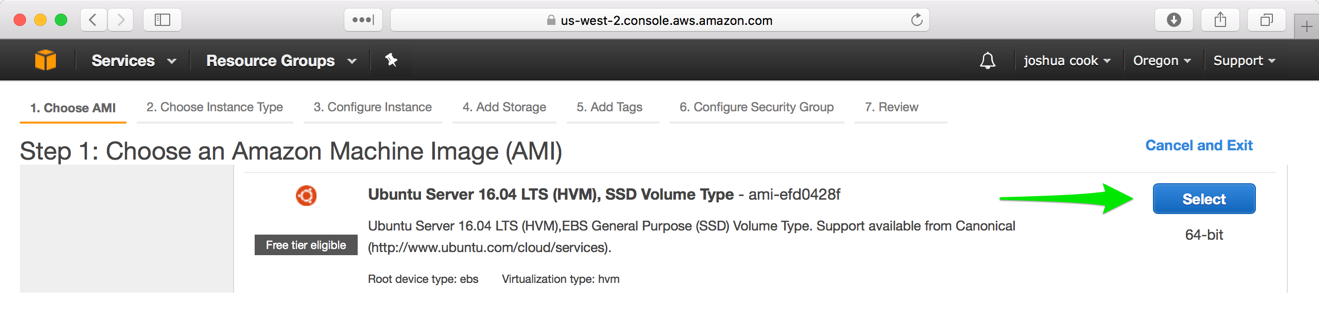 us-west-2.console.aws.amazon.com
Services Resource Groups joshua cook Oregon Support
1. Choose AMI 2. Choose Instance Type 3. Configure Instance 4. Add Storage 5. Add Tags 6. Configure Security Group 7. Review
Step 1: Choose an Amazon Machine Image (AMI)
Cancel and Exit
Ubuntu Server 16.04 LTS (HVM), SSD Volume Type - ami-efd0428f
Select
Ubuntu Server 16.04 LTS (HVM),EBS General Purpose (SSD) Volume Type. Support available from Canonical
64-bit
Free tier eligible
(http://www.ubuntu.com/cloud/services).
Root device type: ebs Virtualization type: hvm